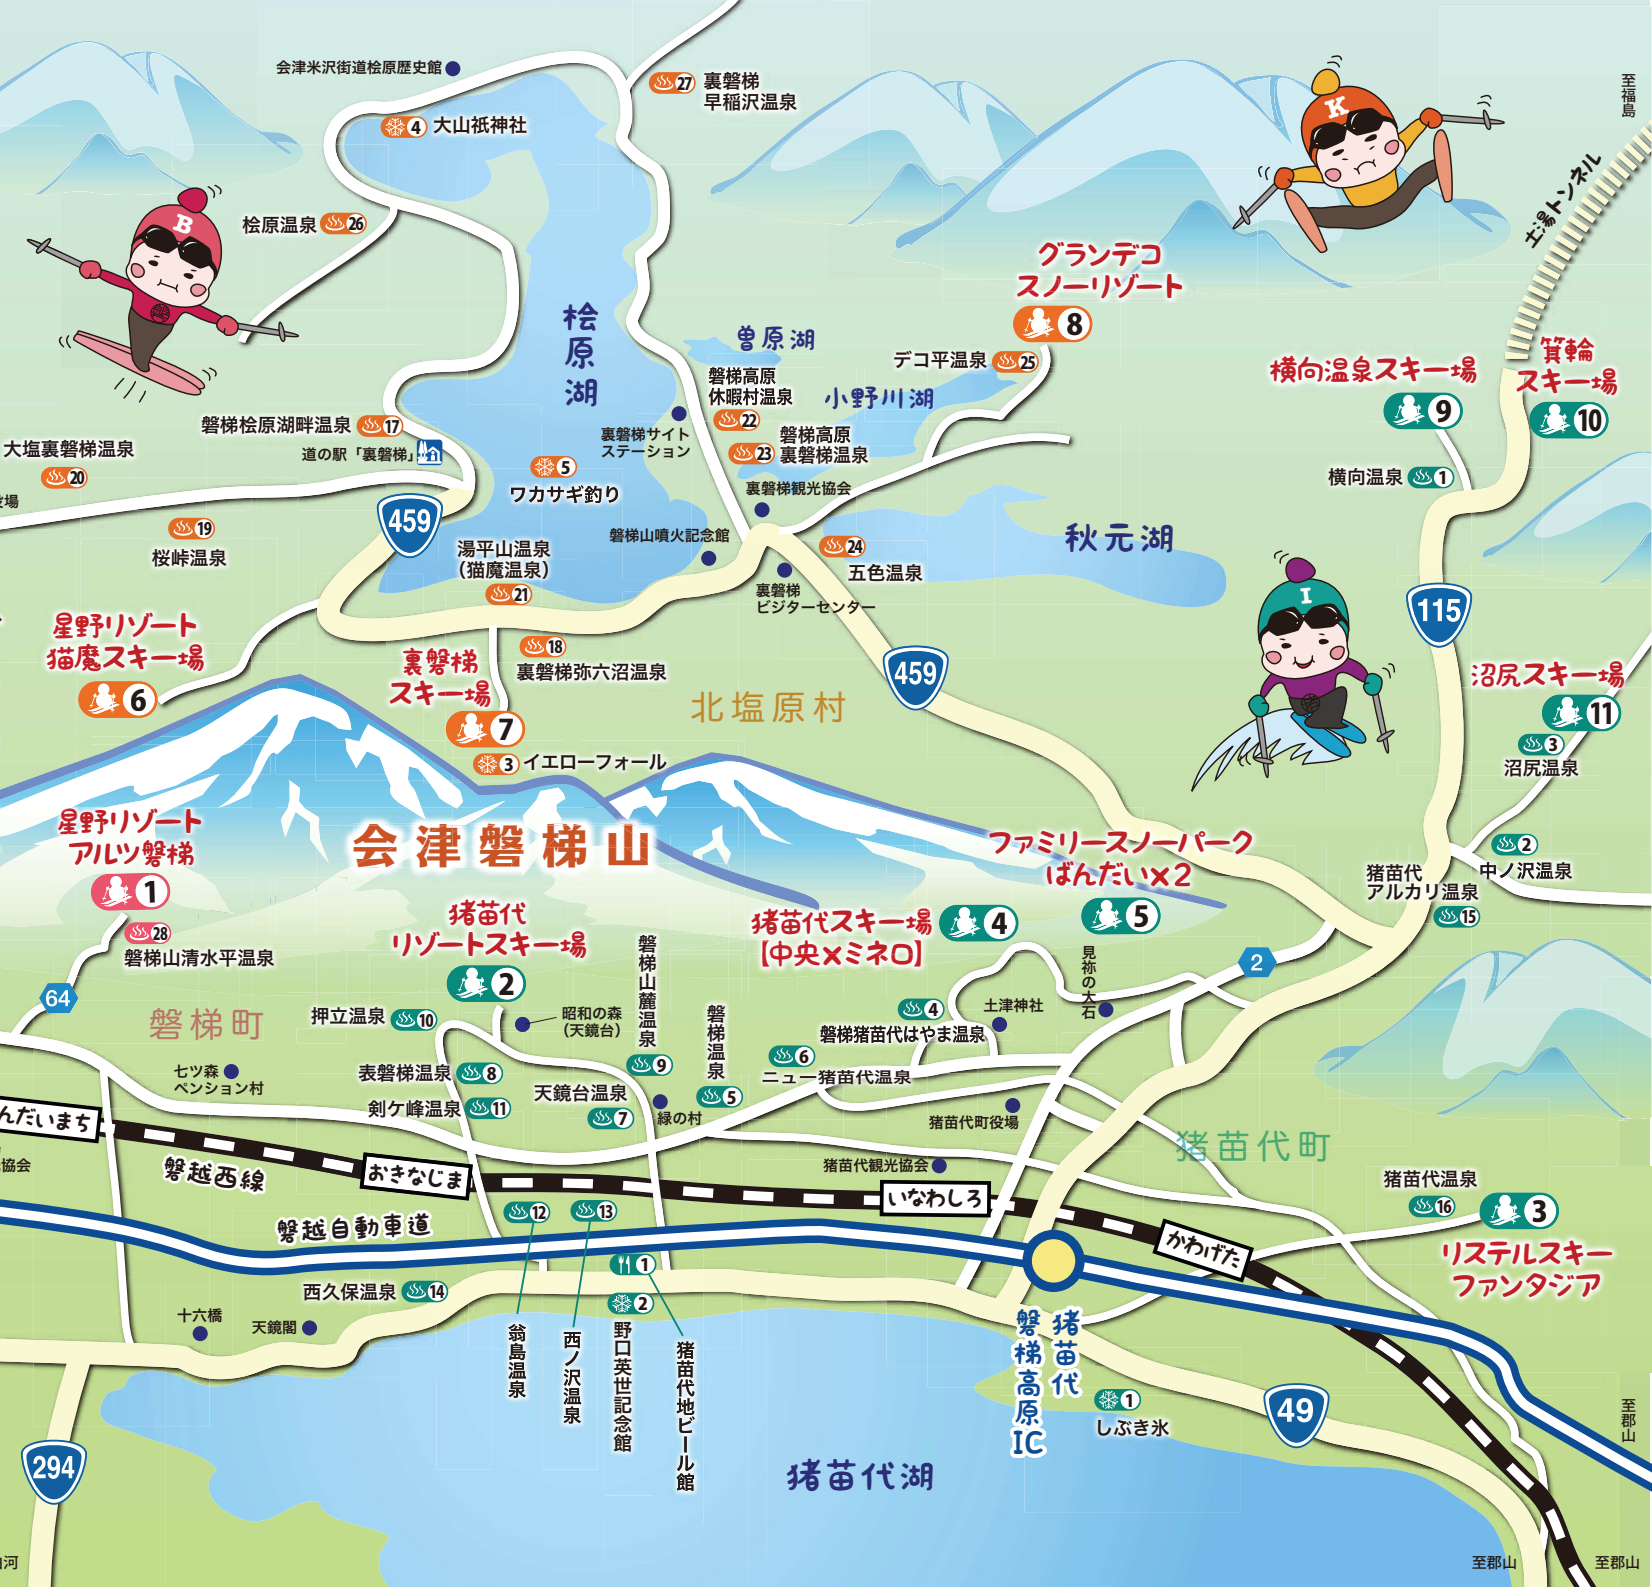 会津米沢街道桧原歴史館
27 裏磐梯
早稲沢温泉
4 大山祇神社
K
至福島
土湯トンネル
B
桧原温泉 26
桧原湖
グランデコ
スノーリゾート
8
曽原湖
デコ平温泉 25
磐梯高原
休暇村温泉
22
小野川湖
横向温泉スキー場
9
箕輪
スキー場
10
磐梯桧原湖畔温泉 17
道の駅「裏磐梯」
裏磐梯サイト
ステーション
23 磐梯高原
裏磐梯温泉
大塩裏磐梯温泉
20
5
ワカサギ釣り
横向温泉 1
裏磐梯観光協会
役場
459
19
桜峠温泉
磐梯山噴火記念館
湯平山温泉
（猫魔温泉）
21
24
五色温泉
秋元湖
裏磐梯
ビジターセンター
I
115
星野リゾート
猫魔スキー場
6
裏磐梯
スキー場
7
18
裏磐梯弥六沼温泉
459
北塩原村
沼尻スキー場
11
3
沼尻温泉
3 イエローフォール
星野リゾート
アルツ磐梯
1
会津磐梯山
ファミリースノーパーク
ばんだい×2
5
2
中ノ沢温泉
猪苗代
アルカリ温泉
15
28
磐梯山清水平温泉
猪苗代
リゾートスキー場
2
磐梯山麓温泉
9
猪苗代スキー場
【中央×ミネロ】
4
見祢の大石
2
64
磐梯町
押立温泉 10
昭和の森
（天鏡台）
磐梯温泉
5
4
磐梯猪苗代はやま温泉
土津神社
6
ニュー猪苗代温泉
七ツ森
ペンション村
表磐梯温泉 8
剣ケ峰温泉 11
天鏡台温泉
7
緑の村
猪苗代町役場
んだいまち
協会
磐越西線
おきなじま
猪苗代観光協会
いなわしろ
猪苗代町
かわげた
猪苗代温泉
16
3
リステルスキー
ファンタジア
磐越自動車道
12
13
1
2
西久保温泉 14
十六橋
天鏡閣
翁島温泉
西ノ沢温泉
野口英世記念館
猪苗代地ビール館
猪苗代
磐梯高原
IC
1
しぶき氷
49
294
猪苗代湖
至郡山
河
至郡山
至郡山